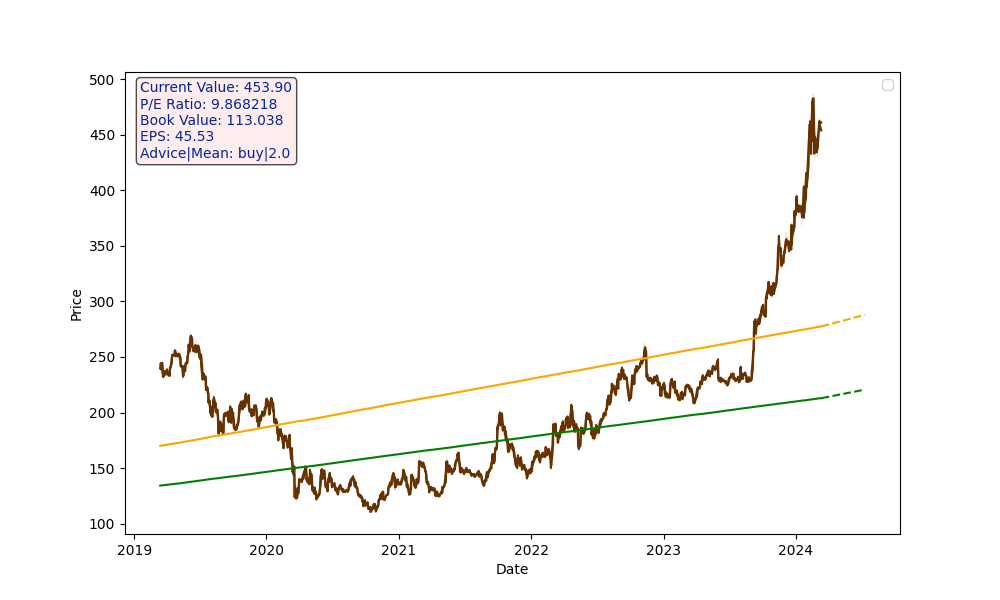 Current Value: 453.90
P/E Ratio: 9.868218
Book Value: 113.038
EPS: 45.53
Advice|Mean: buy|2.0
500
450
400
350
300
250
200
150
100
Price
2019 2020 2021 2022 2023 2024
Date